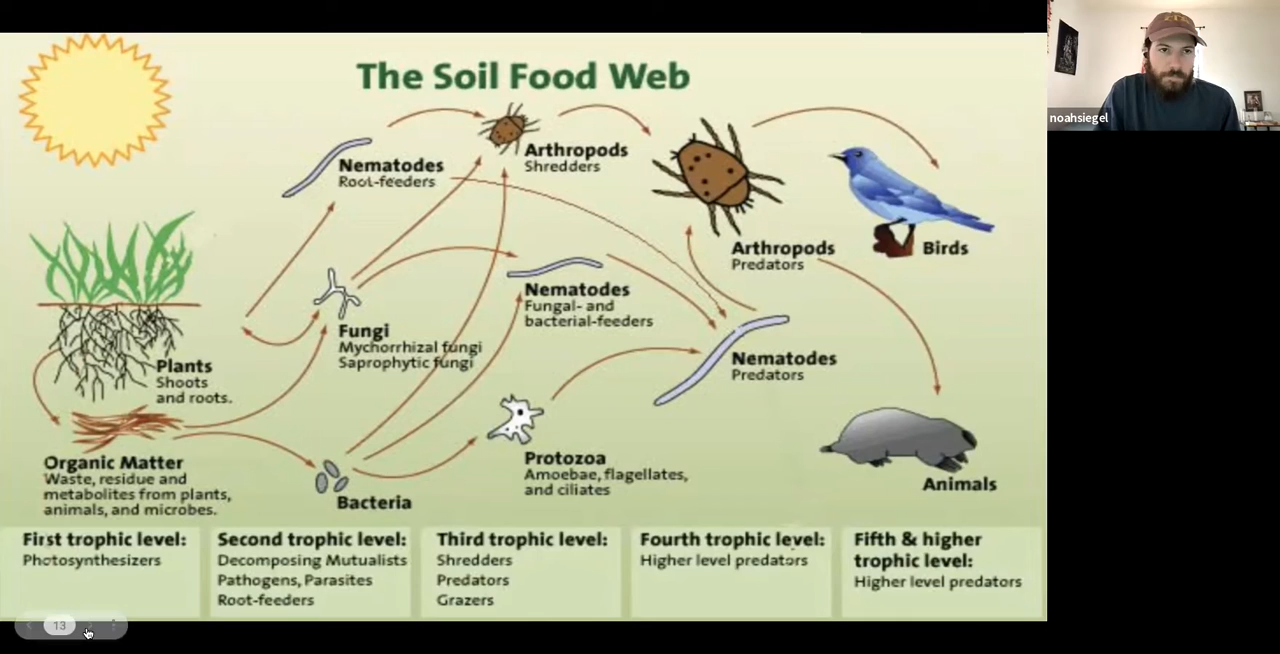 The Soil Food Web
noahsiegel
Nematodes
Root-feeders
Arthropods
Shredders
Arthropods
Predators
Birds
Nematodes
Fungal- and
bacterial-feeders
Fungi
Mychorrhizal fungi
Saprophytic fungi
Plants
Shoots
and roots.
Nematodes
Predators
Organic Matter
Waste, residue and
metabolites from plants,
animals, and microbes.
Bacteria
Protozoa
Amoebae, flagellates,
and ciliates
Animals
First trophic level:
Photosynthesizers
Second trophic level:
Decomposing Mutualists
Pathogens, Parasites
Root-feeders
Third trophic level:
Shredders
Predators
Grazers
Fourth trophic level:
Higher level predators
Fifth & higher
trophic level:
Higher level predators
13